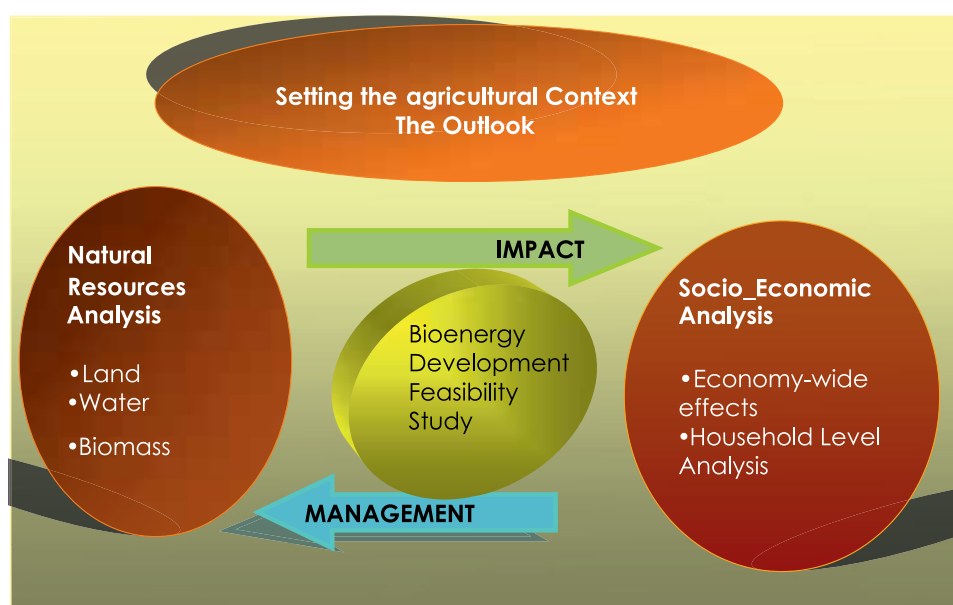 Setting the agricultural Context
The Outlook
Natural
Resources
Analysis
•Land
•Water
•Biomass
IMPACT
Bioenergy
Development
Feasibility
Study
MANAGEMENT
Socio_Economic
Analysis
•Economy-wide
effects
•Household Level
Analysis